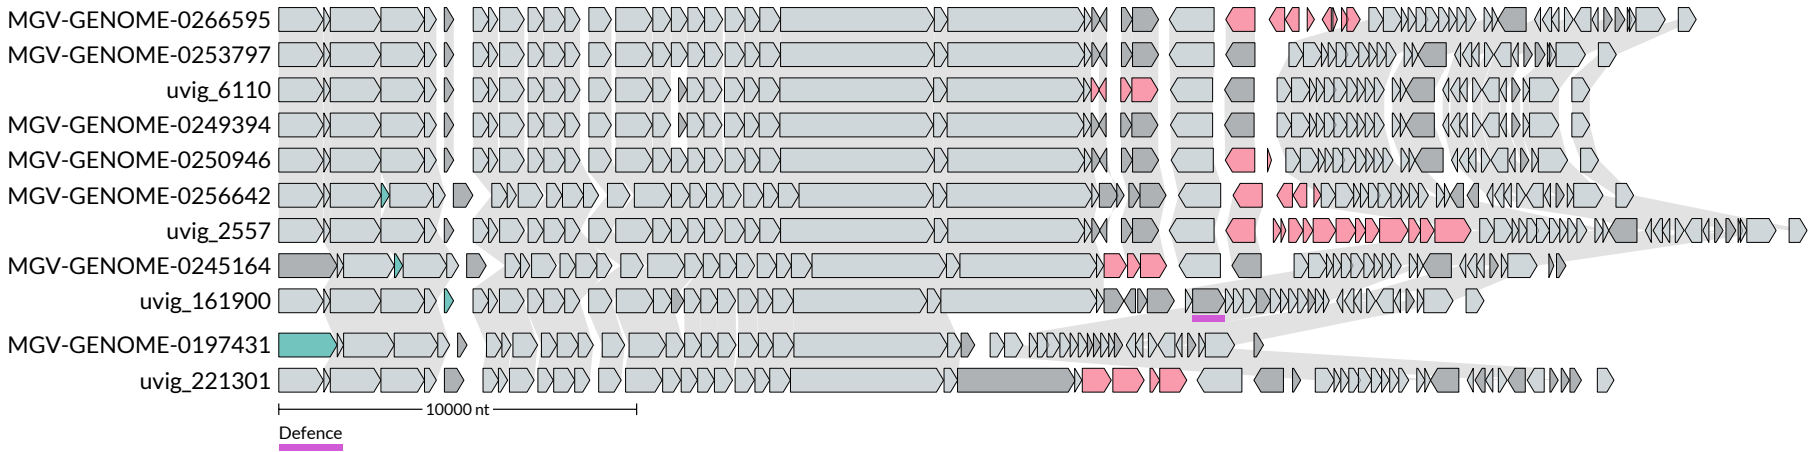 MGV-GENOME-0266595
MGV-GENOME-0253797
uvig_6110
MGV-GENOME-0249394
MGV-GENOME-0250946
MGV-GENOME-0256642
uvig_2557
MGV-GENOME-0245164
uvig_161900
MGV-GENOME-0197431
uvig_221301
10000 nt
Defence